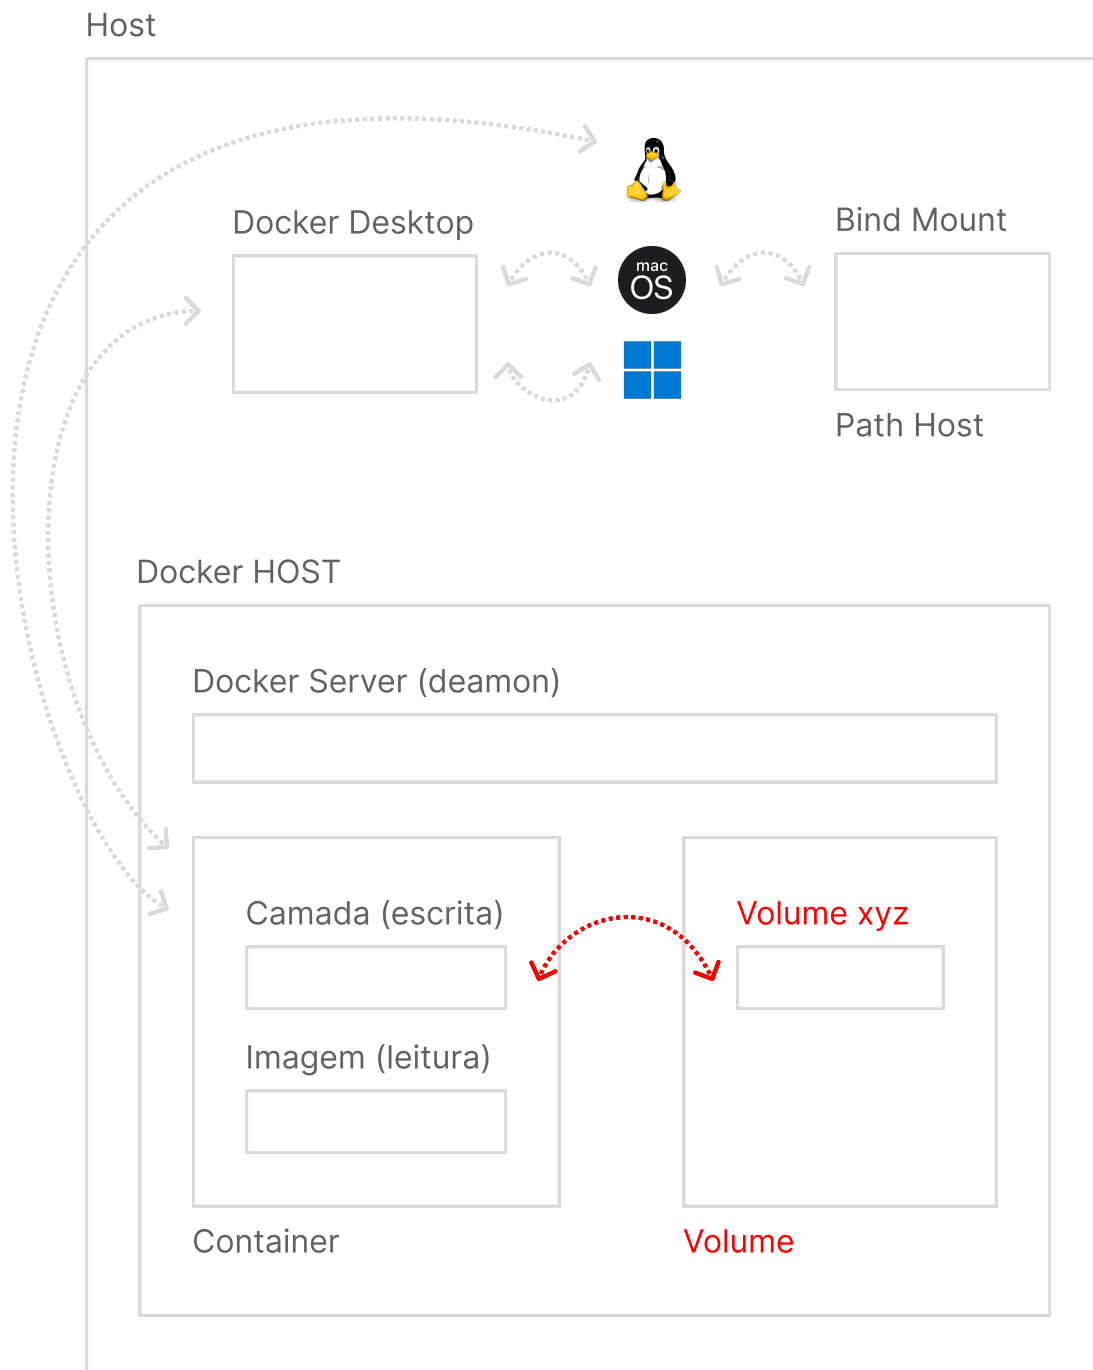 Host
Docker Desktop
Bind Mount
mac
OS
Path Host
Docker HOST
Docker Server (deamon)
Camada (escrita)
Volume xyz
Imagem (leitura)
Container
Volume